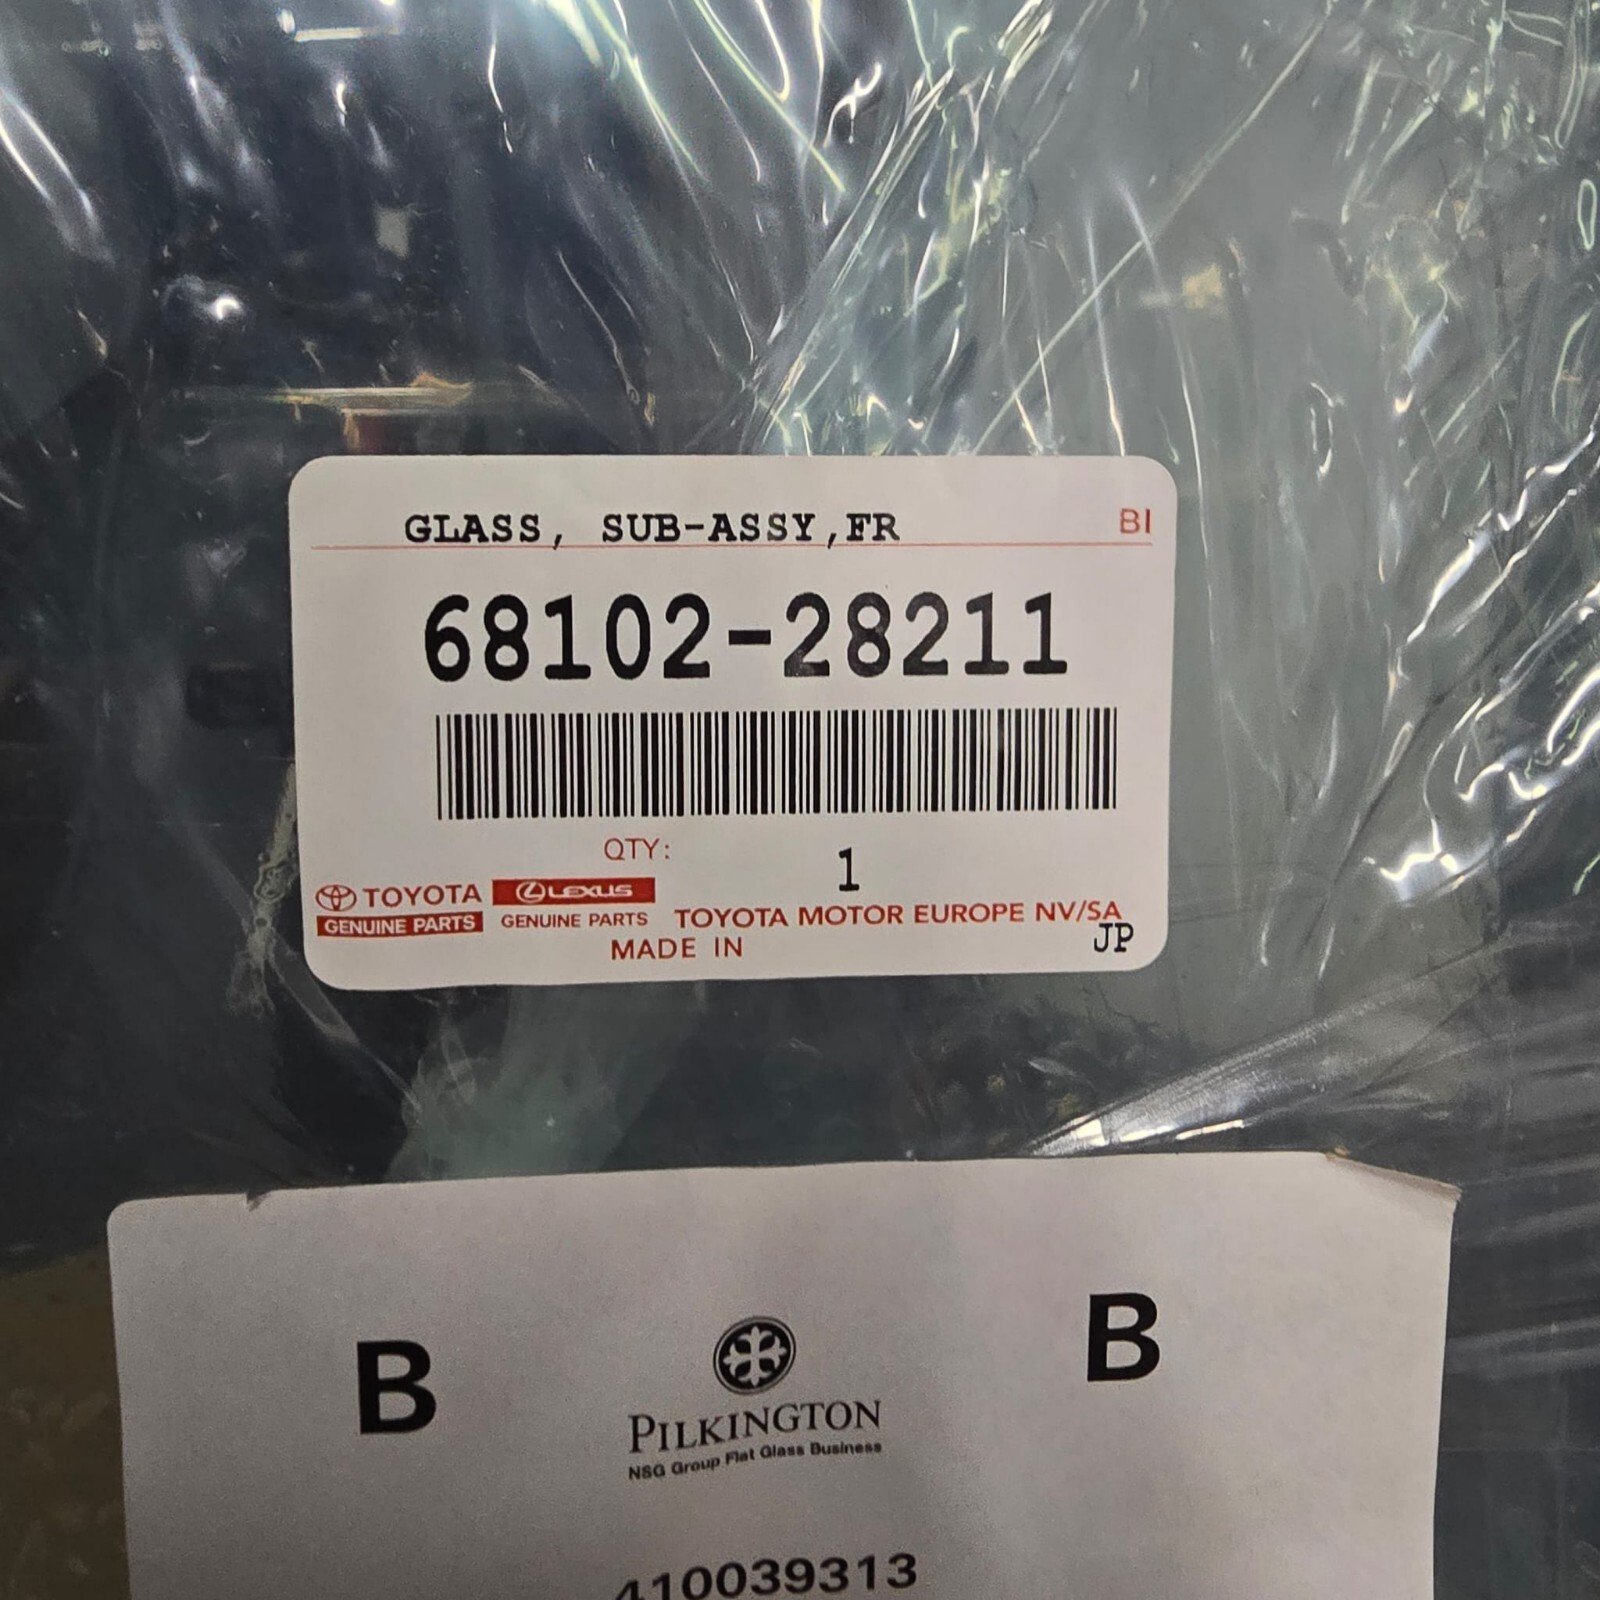 GLASS, SUB-ASSY,FR BI
68102-28211
QTY: 1
TOYOTA LEXUS
GENUINE PARTS GENUINE PARTS TOYOTA MOTOR EUROPE NV/SA
MADE IN JP
B B
PILKINGTON
NSG Group Flat Glass Business
410039313